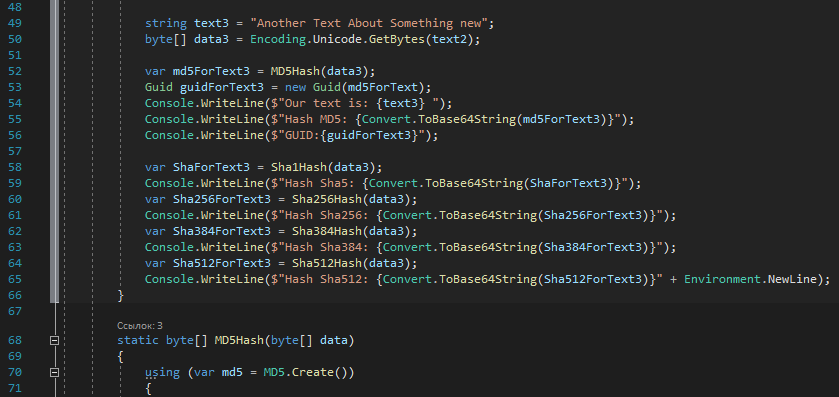 48
49 string text3 = "Another Text About Something new";
50 byte[] data3 = Encoding.Unicode.GetBytes(text2);
51
52 var md5ForText3 = MD5Hash(data3);
53 Guid guidForText3 = new Guid(md5ForText);
54 Console.WriteLine($"Our text is: {text3} ");
55 Console.WriteLine($"Hash MD5: {Convert.ToBase64String(md5ForText3)}");
56 Console.WriteLine($"GUID:{guidForText3}");
57
58 var ShaForText3 = Sha1Hash(data3);
59 Console.WriteLine($"Hash Sha5: {Convert.ToBase64String(ShaForText3)}");
60 var Sha256ForText3 = Sha256Hash(data3);
61 Console.WriteLine($"Hash Sha256: {Convert.ToBase64String(Sha256ForText3)}");
62 var Sha384ForText3 = Sha384Hash(data3);
63 Console.WriteLine($"Hash Sha384: {Convert.ToBase64String(Sha384ForText3)}");
64 var Sha512ForText3 = Sha512Hash(data3);
65 Console.WriteLine($"Hash Sha512: {Convert.ToBase64String(Sha512ForText3)}" + Environment.NewLine);
66 }
67
Ссылок: 3
68 static byte[] MD5Hash(byte[] data)
69 {
70 using (var md5 = MD5.Create())
71 {